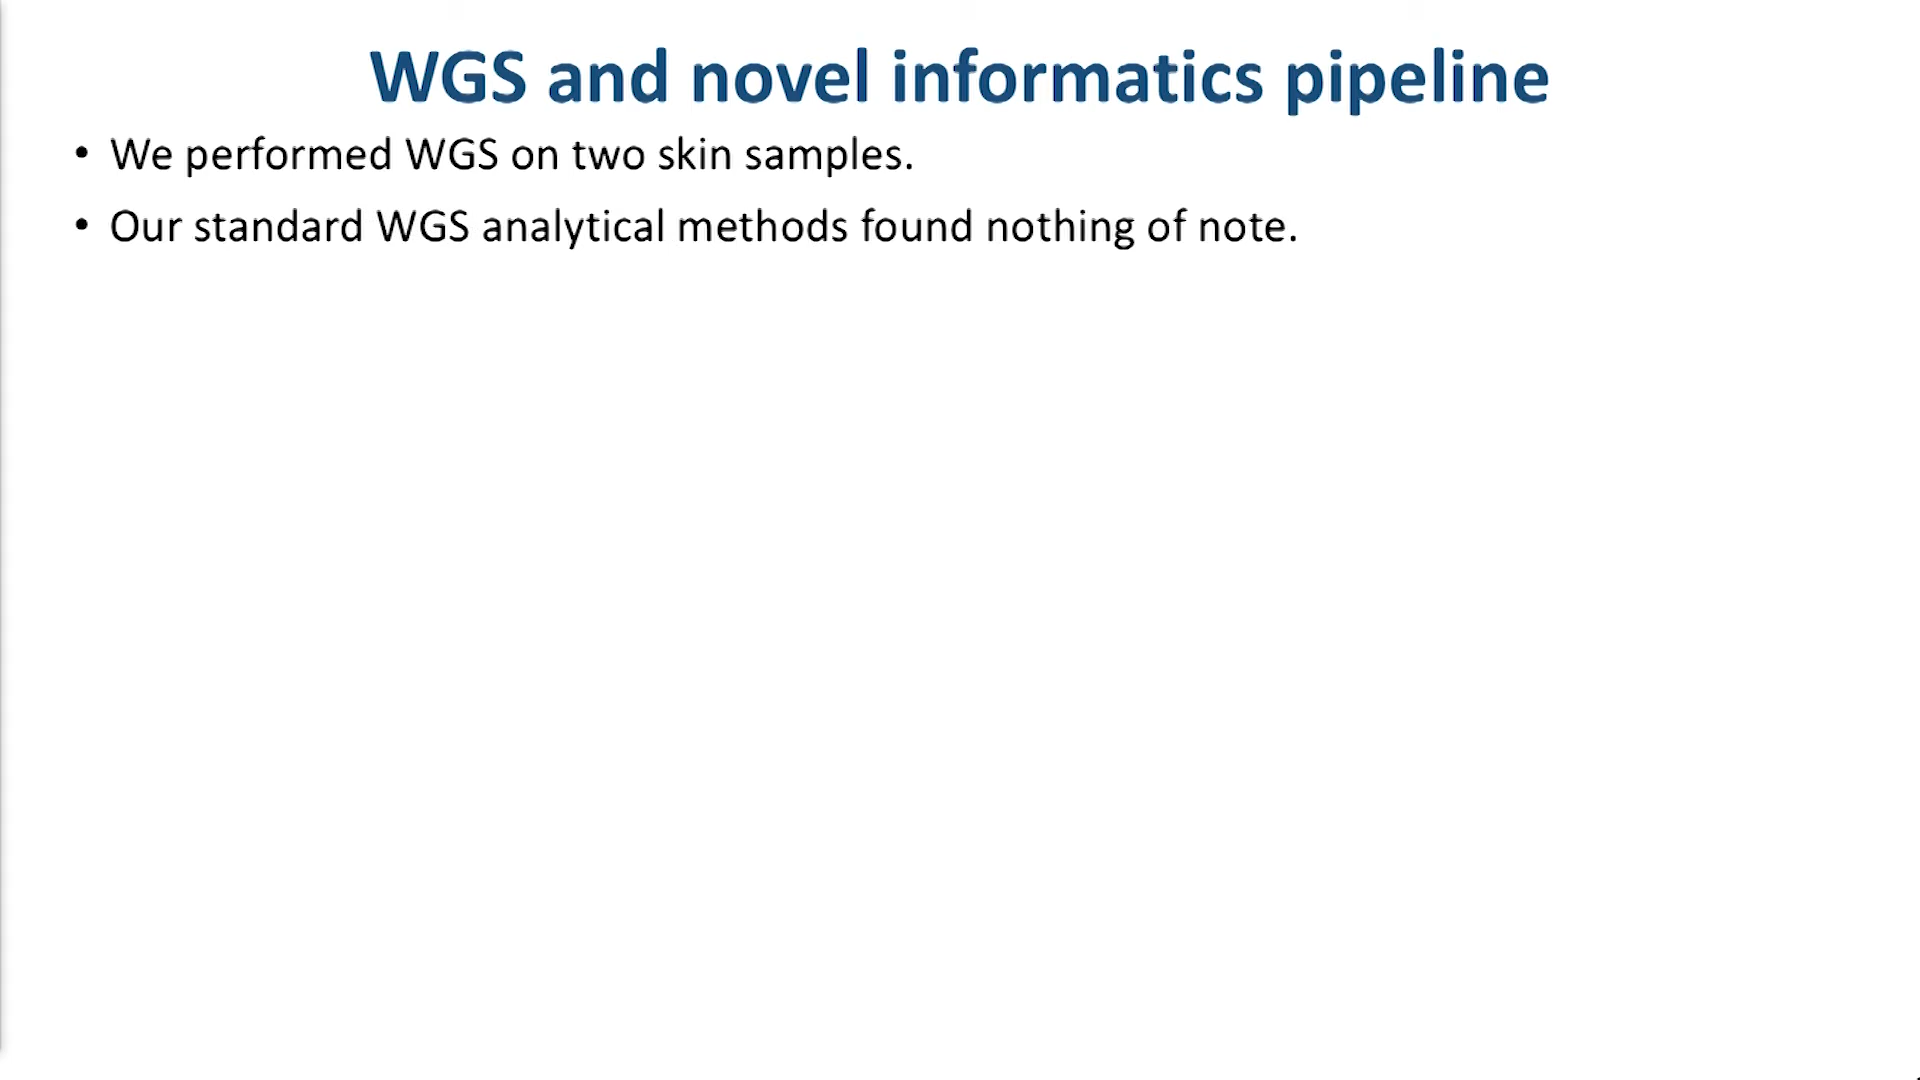 WGS and novel informatics pipeline
• We performed WGS on two skin samples.
• Our standard WGS analytical methods found nothing of note.